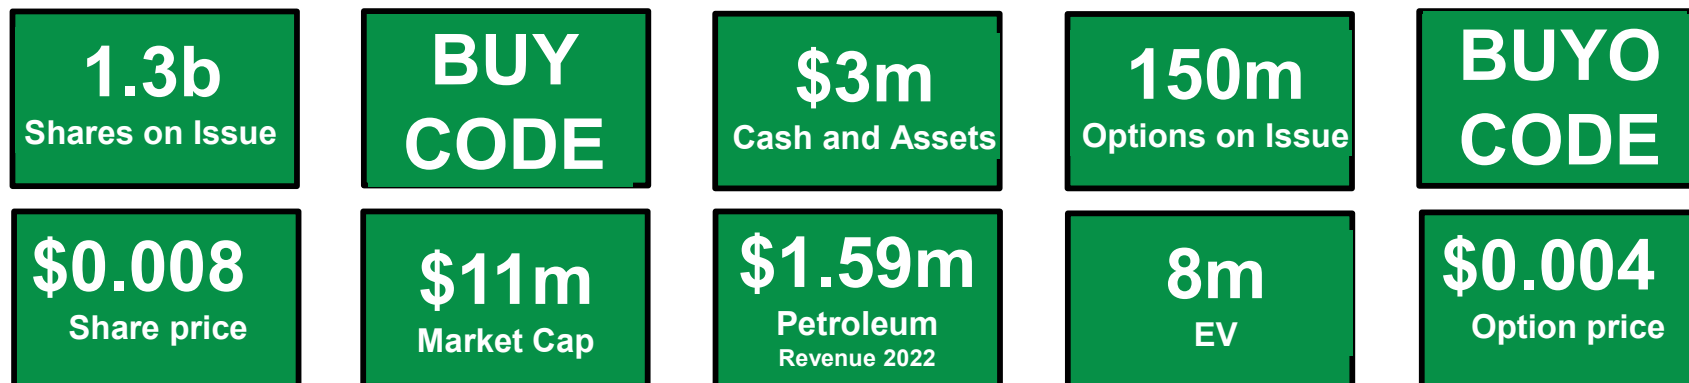 1.3b
Shares on Issue
BUY
CODE
$3m
Cash and Assets
150m
Options on Issue
BUYO
CODE
$0.008
Share price
$11m
Market Cap
$1.59m
Petroleum
Revenue 2022
8m
EV
$0.004
Option price